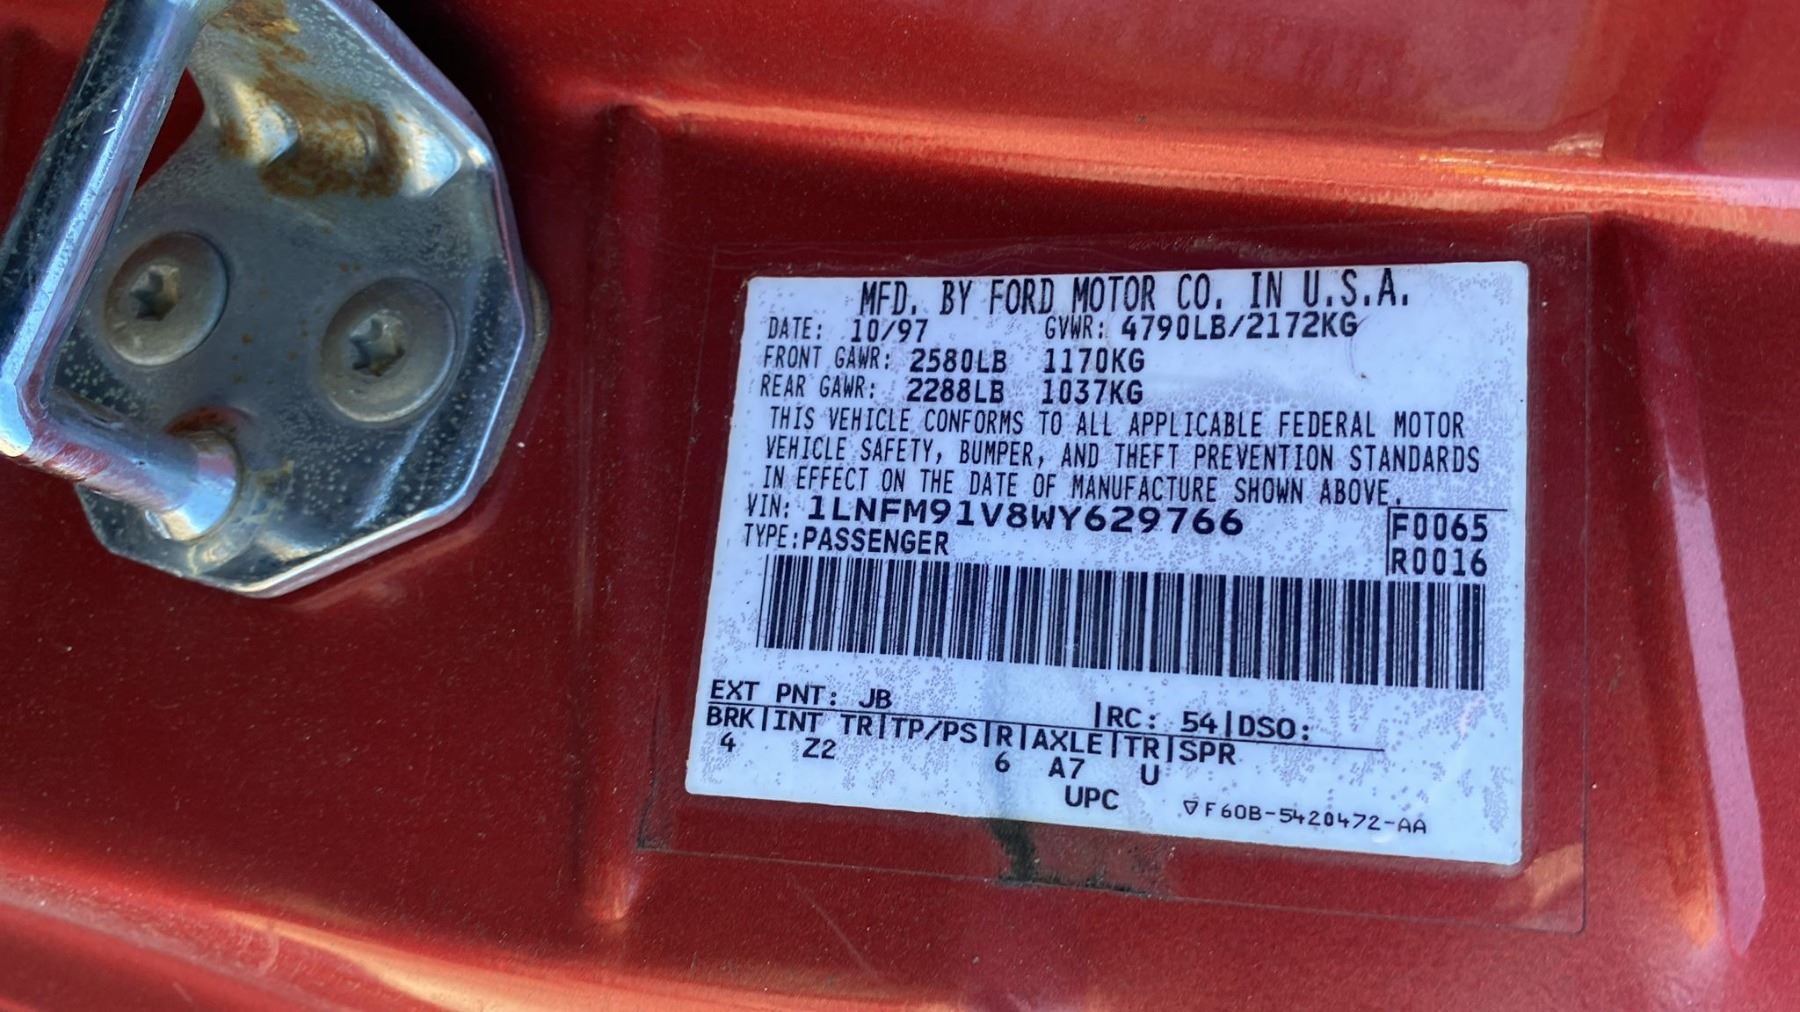 MFD. BY FORD MOTOR CO. IN U.S.A.
DATE: 10/97 GVWR: 4790LB/2172KG
FRONT GAWR: 2580LB 1170KG
REAR GAWR: 2288LB 1037KG
THIS VEHICLE CONFORMS TO ALL APPLICABLE FEDERAL MOTOR
VEHICLE SAFETY, BUMPER, AND THEFT PREVENTION STANDARDS
IN EFFECT ON THE DATE OF MANUFACTURE SHOWN ABOVE.
VIN: 1LNFM91V8WY629766
F0065
TYPE:PASSENGER
R0016
EXT PNT: JB |RC: 54|DSO:
BRK|INT TR|TP/PS|R|AXLE|TR|SPR
4 Z2 6 A7 U
UPC ▽F60B-5420472-AA